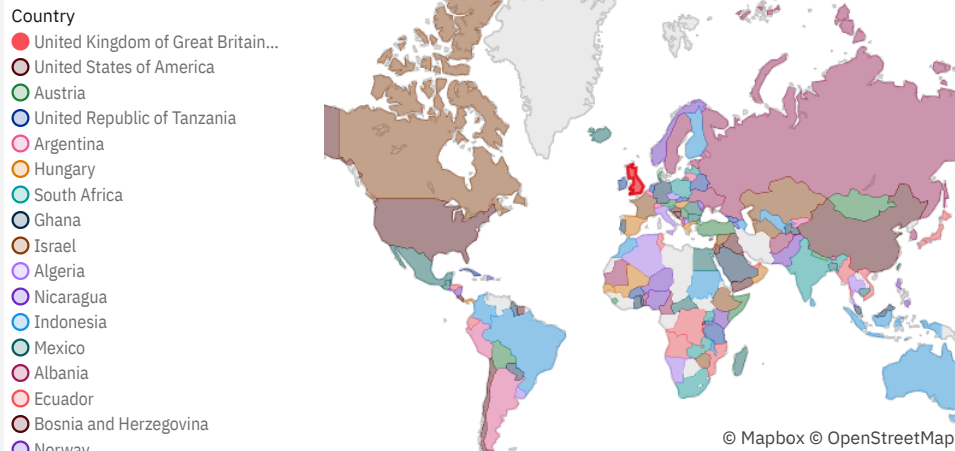 Country
United Kingdom of Great Britain...
United States of America
Austria
United Republic of Tanzania
Argentina
Hungary
South Africa
Ghana
Israel
Algeria
Nicaragua
Indonesia
Mexico
Albania
Ecuador
Bosnia and Herzegovina
Norway
© Mapbox © OpenStreetMap